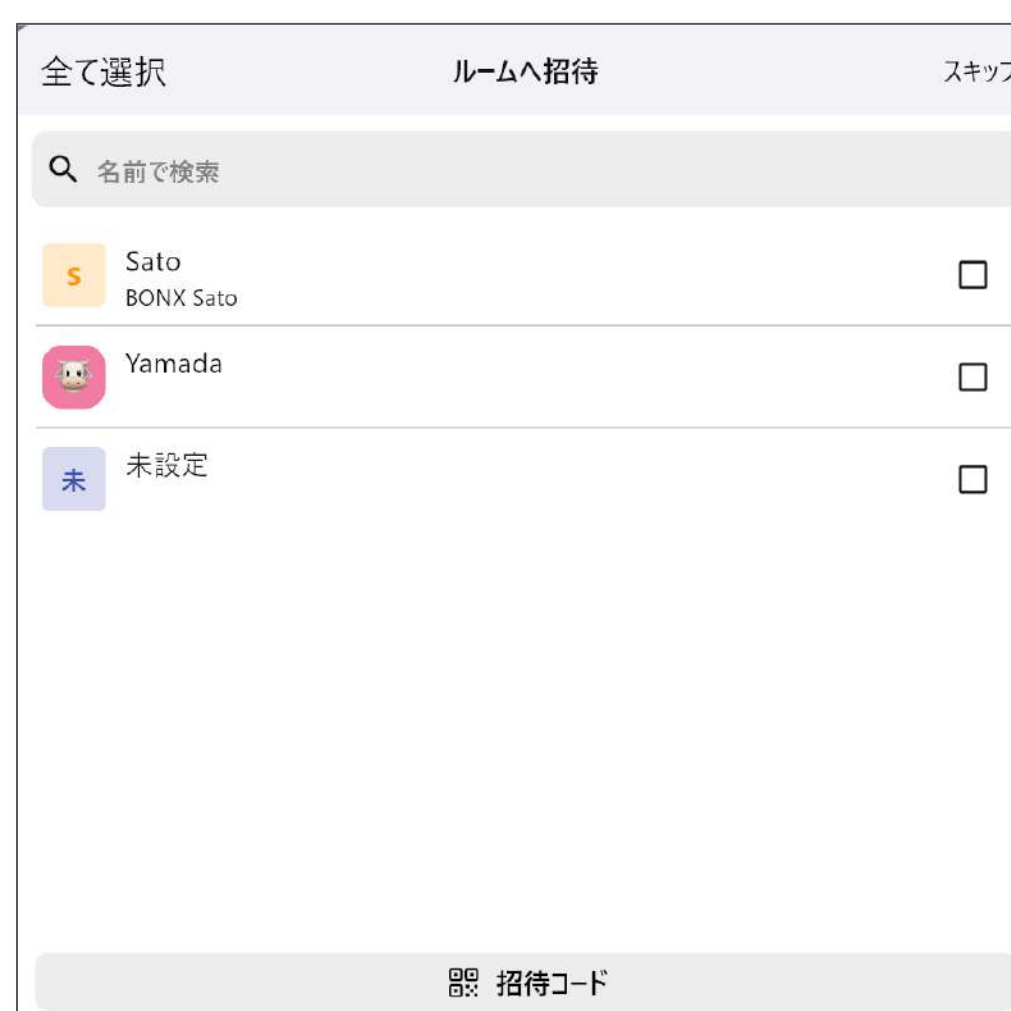 全て選択
ルームへ招待
スキップ
名前で検索
S
Sato
BONX Sato
Yamada
未
未設定
招待コード